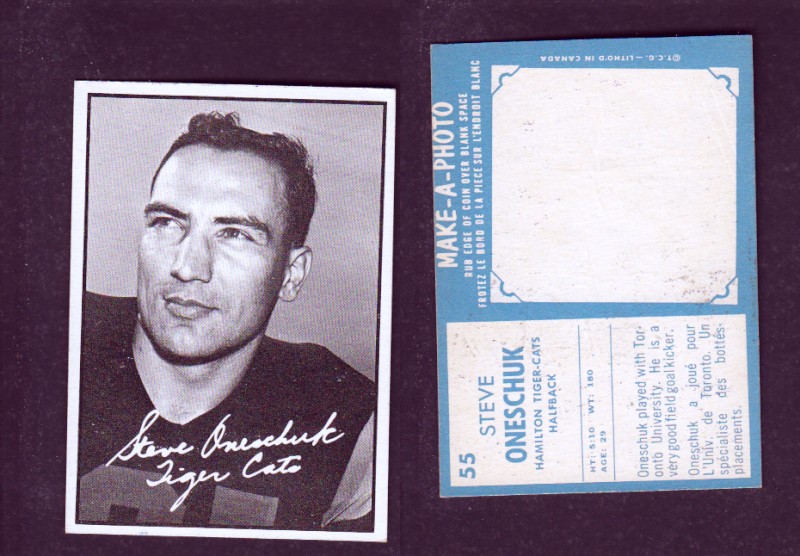 Steve Oneschuk
Tiger Cats
©T.C.G. — LITHO'D IN CANADA
MAKE-A-PHOTO
RUB EDGE OF COIN OVER BLANK SPACE
FROTEZ LE BORD DE LA PIECE SUR L'ENDROIT BLANC
55 STEVE
ONESCHUK
HAMILTON TIGER-CATS
HALFBACK
HT: 5:10 WT: 180
AGE: 29
Oneschuk played with Tor-
onto University. He is a
very good field goal kicker.
Oneschuk a joué pour
L'Univ. de Toronto. Un
spécialiste des bottés-
placements.